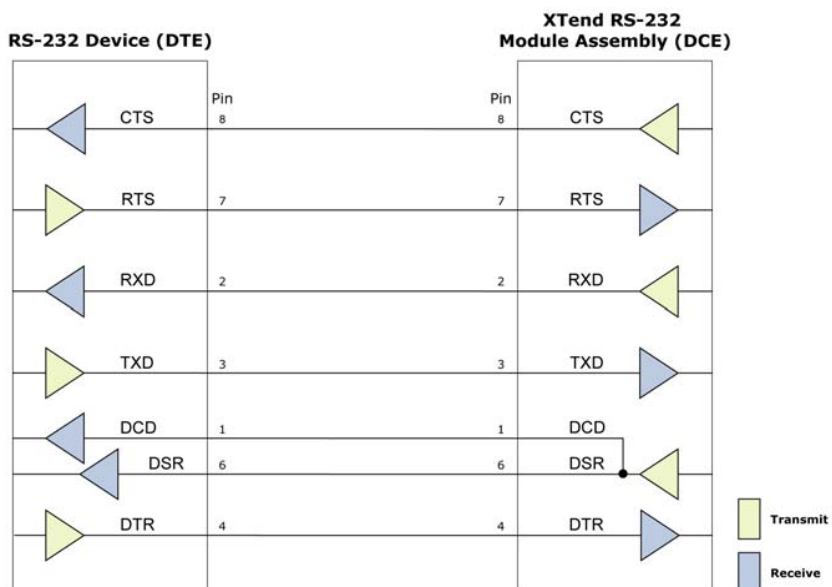 RS-232 Device (DTE)
XTend RS-232
Module Assembly (DCE)
Pin
Pin
CTS 8 8 CTS
RTS 7 7 RTS
RXD 2 2 RXD
TXD 3 3 TXD
DCD 1 1 DCD
DSR 6 6 DSR
DTR 4 4 DTR
Transmit
Receive